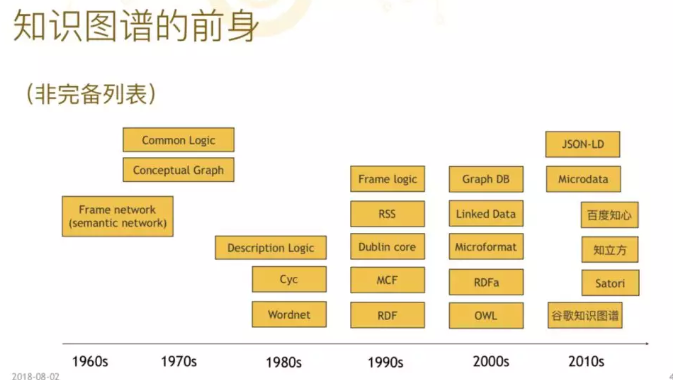 知识图谱的前身
（非完备列表）
Common Logic
Conceptual Graph
Frame network
(semantic network)
Description Logic
Cyc
Wordnet
Frame logic
RSS
Dublin core
MCF
RDF
Graph DB
Linked Data
Microformat
RDFa
OWL
JSON-LD
Microdata
百度知心
知立方
Satori
谷歌知识图谱
1960s
1970s
1980s
1990s
2000s
2010s
2018-08-02
4